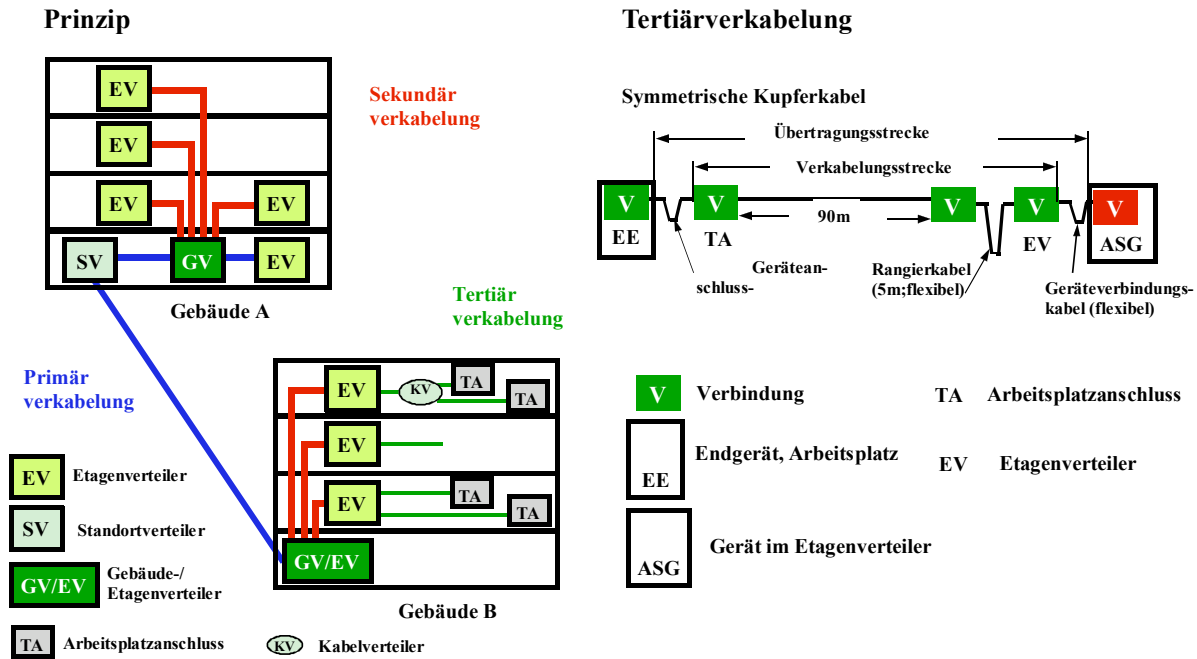 Prinzip
EV
EV
EV
EV
SV
GV
EV
Gebäude A
Sekundär
verkabelung
Tertiär
verkabelung
Primär
verkabelung
EV
KV
TA
TA
EV
EV
TA
TA
GV/EV
Gebäude B
EV
Etagenverteiler
SV
Standortverteiler
GV/EV
Gebäude-/
Etagenverteiler
TA
Arbeitsplatzanschluss
KV
Kabelverteiler
Tertiärverkabelung
Symmetrische Kupferkabel
Übertragungsstrecke
Verkabelungsstrecke
V
V
V
V
V
EE
TA
90m
EV
ASG
Gerätean-
schluss-
Rangierkabel
(5m;flexibel)
Geräteverbindungs-
kabel (flexibel)
V
Verbindung
TA
Arbeitsplatzanschluss
EE
Endgerät, Arbeitsplatz
EV
Etagenverteiler
ASG
Gerät im Etagenverteiler